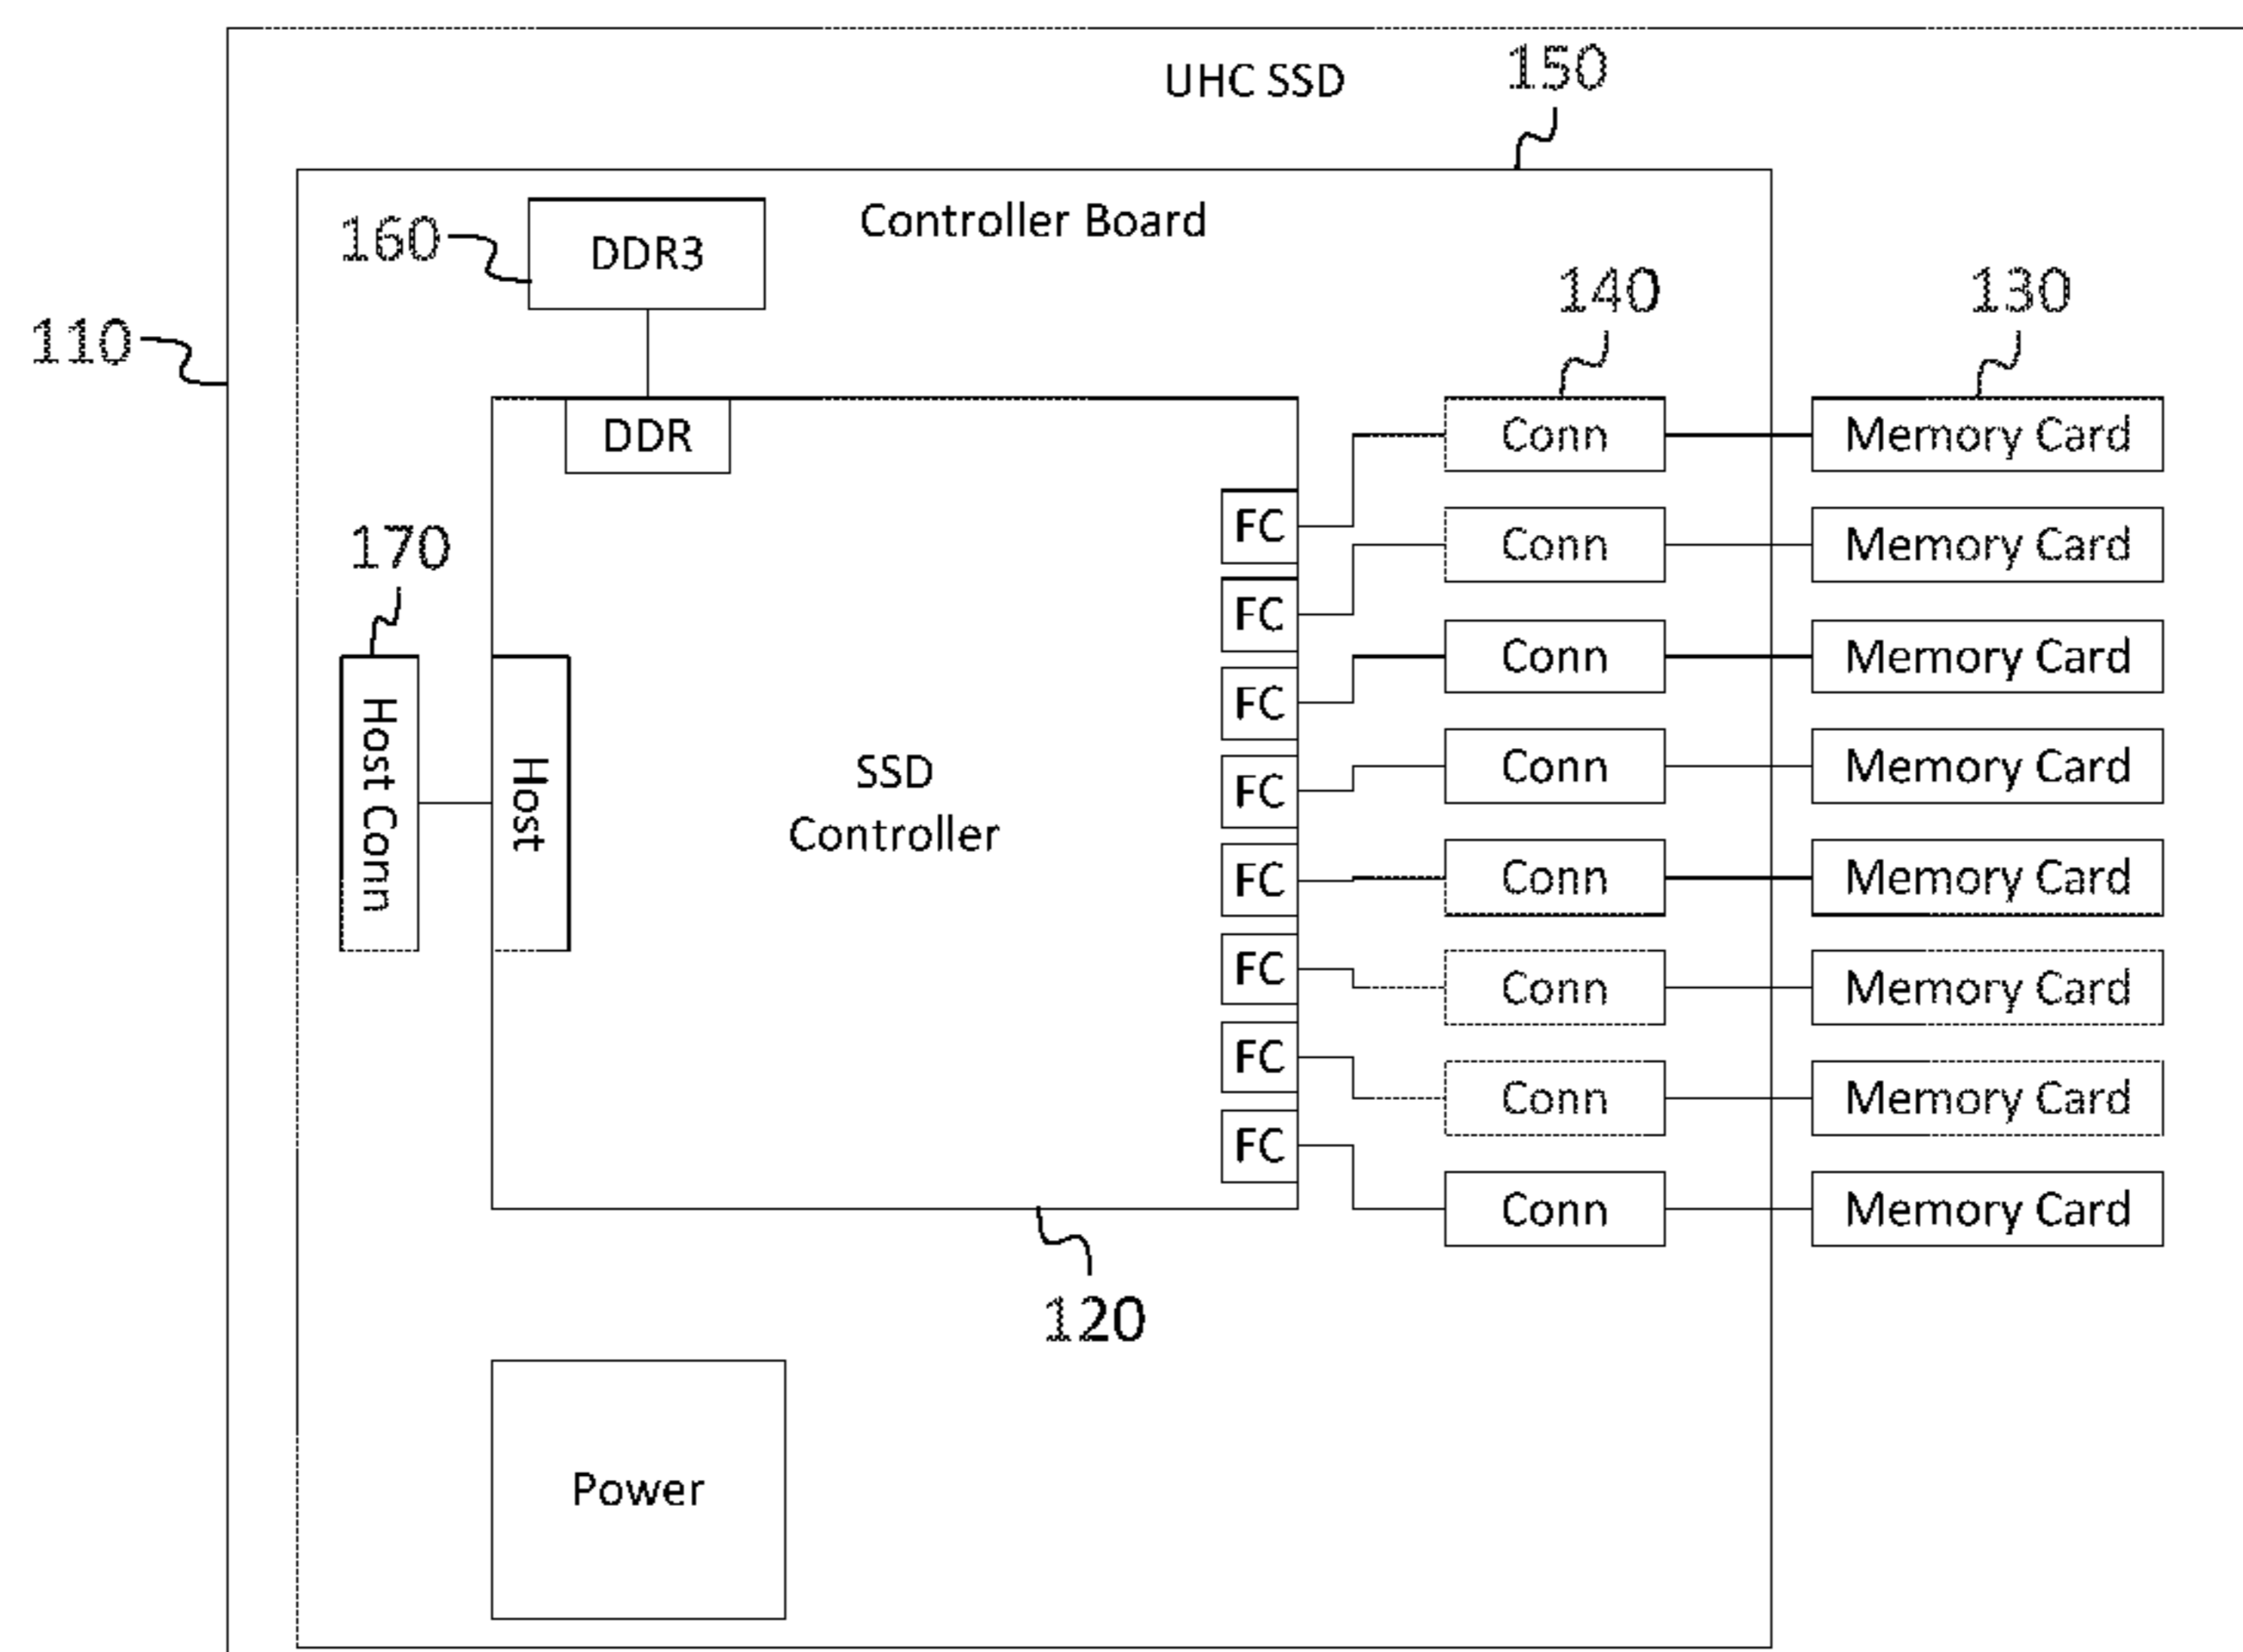 UHC SSD
150
Controller Board
160
DDR3
140
130
110
DDR
Conn
Memory Card
FC
Conn
Memory Card
170
FC
Conn
Memory Card
FC
Host Conn
Host
SSD
Controller
Conn
Memory Card
FC
Conn
Memory Card
FC
Conn
Memory Card
FC
Conn
Memory Card
FC
Conn
Memory Card
FC
120
Power